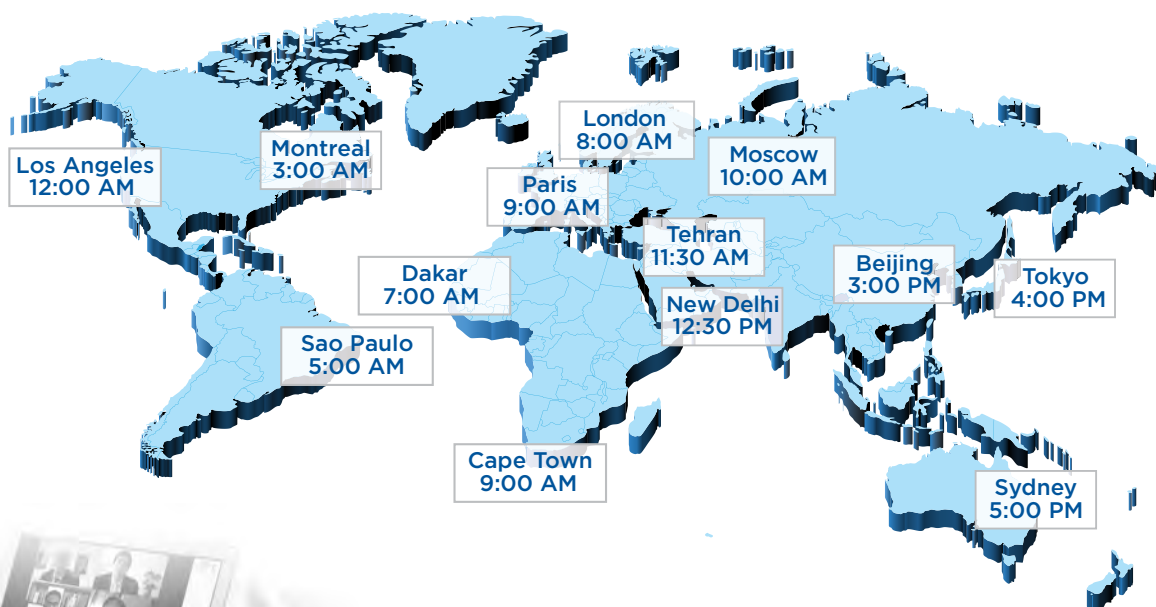 London
8:00 AM
Montreal
3:00 AM
Moscow
10:00 AM
Los Angeles
12:00 AM
Paris
9:00 AM
Tehran
11:30 AM
Beijing
3:00 PM
Dakar
7:00 AM
Tokyo
4:00 PM
New Delhi
12:30 PM
Sao Paulo
5:00 AM
Cape Town
9:00 AM
Sydney
5:00 PM